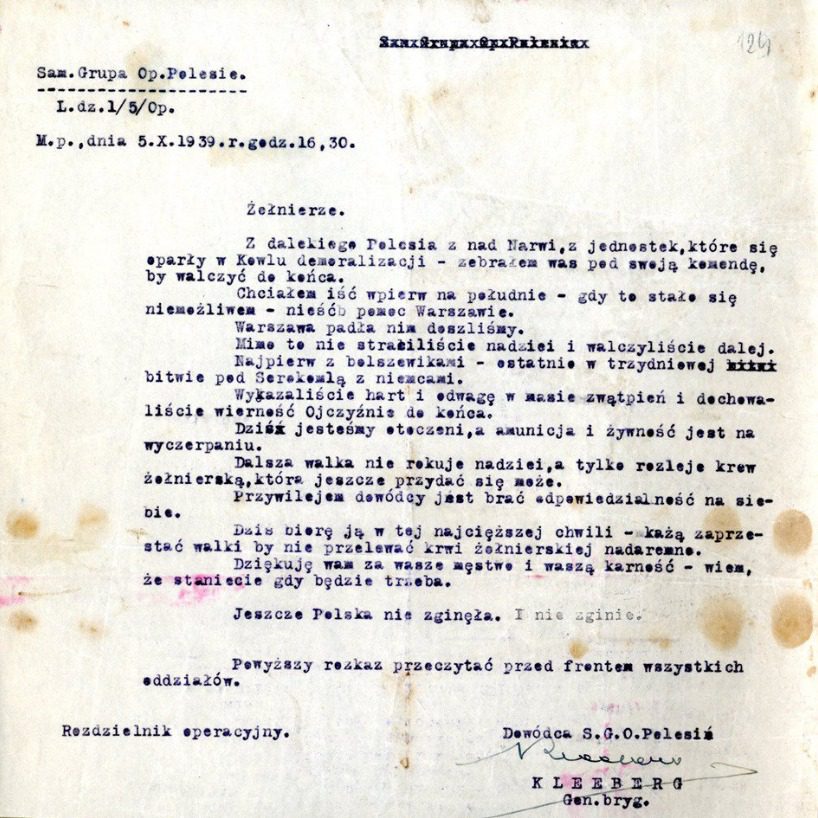 124
Sam.Grupa Op.Polesie.
L.dz.1/5/Op.
M.p.,dnia 5.X.1939.r.godz.16,30.
Żołnierze.
Z dalekiego Polesia z nad Narwi,z jednostek,które się
oparły w Kowlu demoralizacji - zebrałem was pod swoją komendę,
by walczyć do końca.
Chciałem iść wpierw na południe - gdy to stało się
niemożliwem - nieśćb pomoc Warszawie.
Warszawa padła nim doszliśmy.
Mimo to nie straciliście nadziei i walczyliście dalej.
Najpierw z bolszewikami - ostatnio w trzydniowej
bitwie pod Serokomlą z niemcami.
Wykazaliście hart i odwagę w masie zwątpień i dochowa-
liście wierność Ojczyźnie do końca.
Dziś jesteśmy otoczeni,a amunicja i żywność jest na
wyczerpaniu.
Dalsza walka nie rokuje nadziei,a tylko rozleje krew
żołnierską,która jeszcze przydać się może.
Przywilejem dowódcy jest brać odpowiedzialność na sie-
bie.
Dzis biorę ją w tej najcięższej chwili - każą zaprze-
stać walki by nie przelewać krwi żołnierskiej nadaremno.
Dziękuję wam za wasze męstwo i waszą karność - wiem,
że staniecie gdy będzie trzeba.
Jeszcze Polska nie zginęła. I nie zginie.
Powyższy rozkaz przeczytać przed frontem wszystkich
oddziałów.
Rozdzielnik operacyjny.
Dowódca S.G.O.Polesiń
K L E E B E R G
Gen.bryg.